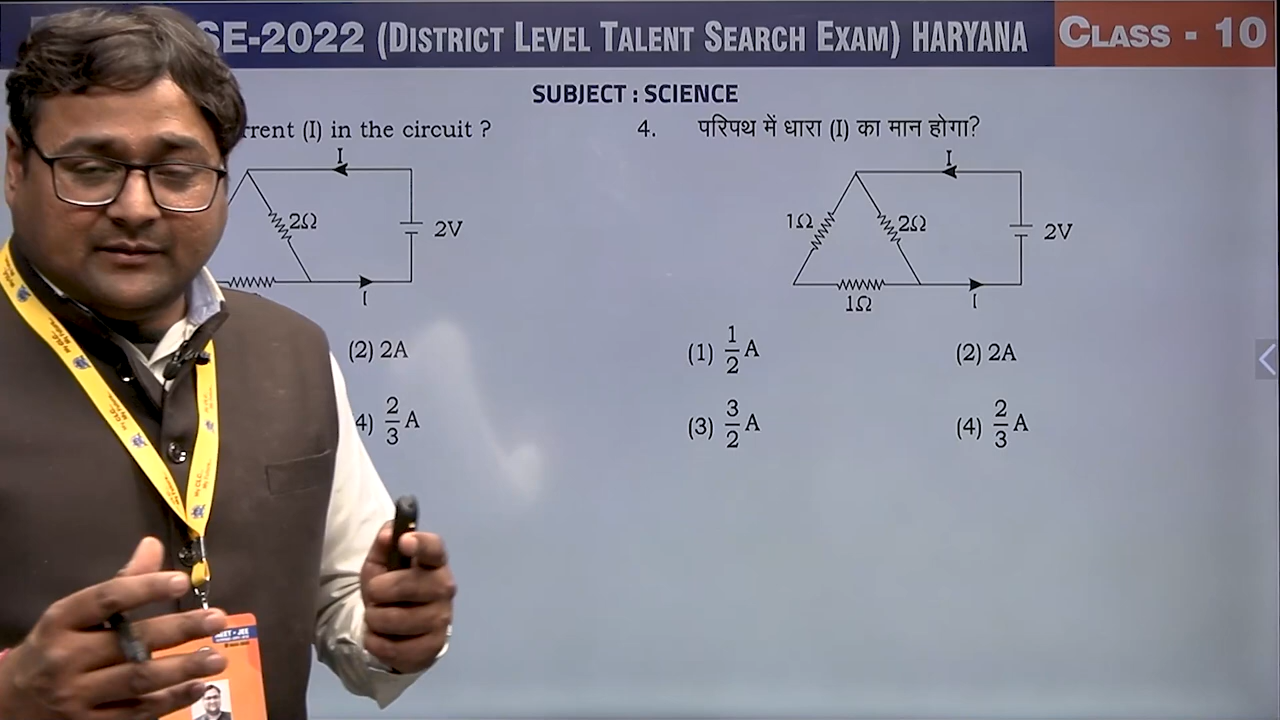 SE-2022 (DISTRICT LEVEL TALENT SEARCH EXAM) HARYANA
CLASS - 10
SUBJECT : SCIENCE
(I) in the circuit ?
I
2Ω
2V
I
(2) 2A
4) 2/3 A
4. परिपथ में धारा (I) का मान होगा?
I
1Ω
2Ω
2V
1Ω
I
(1) 1/2 A
(2) 2A
(3) 3/2 A
(4) 2/3 A